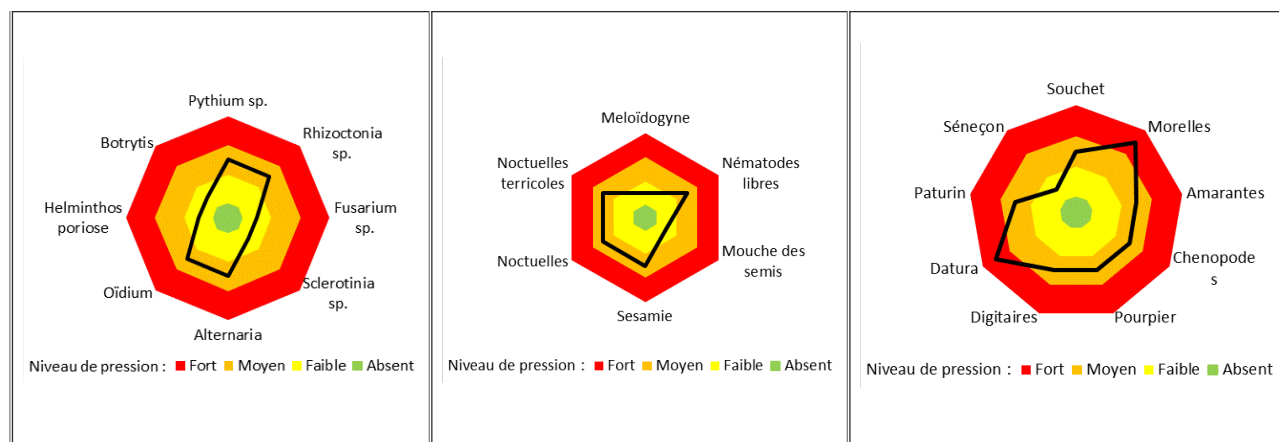 Pythium sp.
Botrytis
Rhizoctonia
sp.
Helminthos
poriose
Fusarium
sp.
Oïdium
Sclerotinia
sp.
Alternaria
Niveau de pression : Fort Moyen Faible Absent
Meloïdogyne
Noctuelles
terricoles
Nématodes
libres
Noctuelles
Mouche des
semis
Sesamie
Niveau de pression : Fort Moyen Faible Absent
Souchet
Séneçon
Morelles
Paturin
Amarantes
Datura
Chenopode
s
Digitaires
Pourpier
Niveau de pression : Fort Moyen Faible Absent